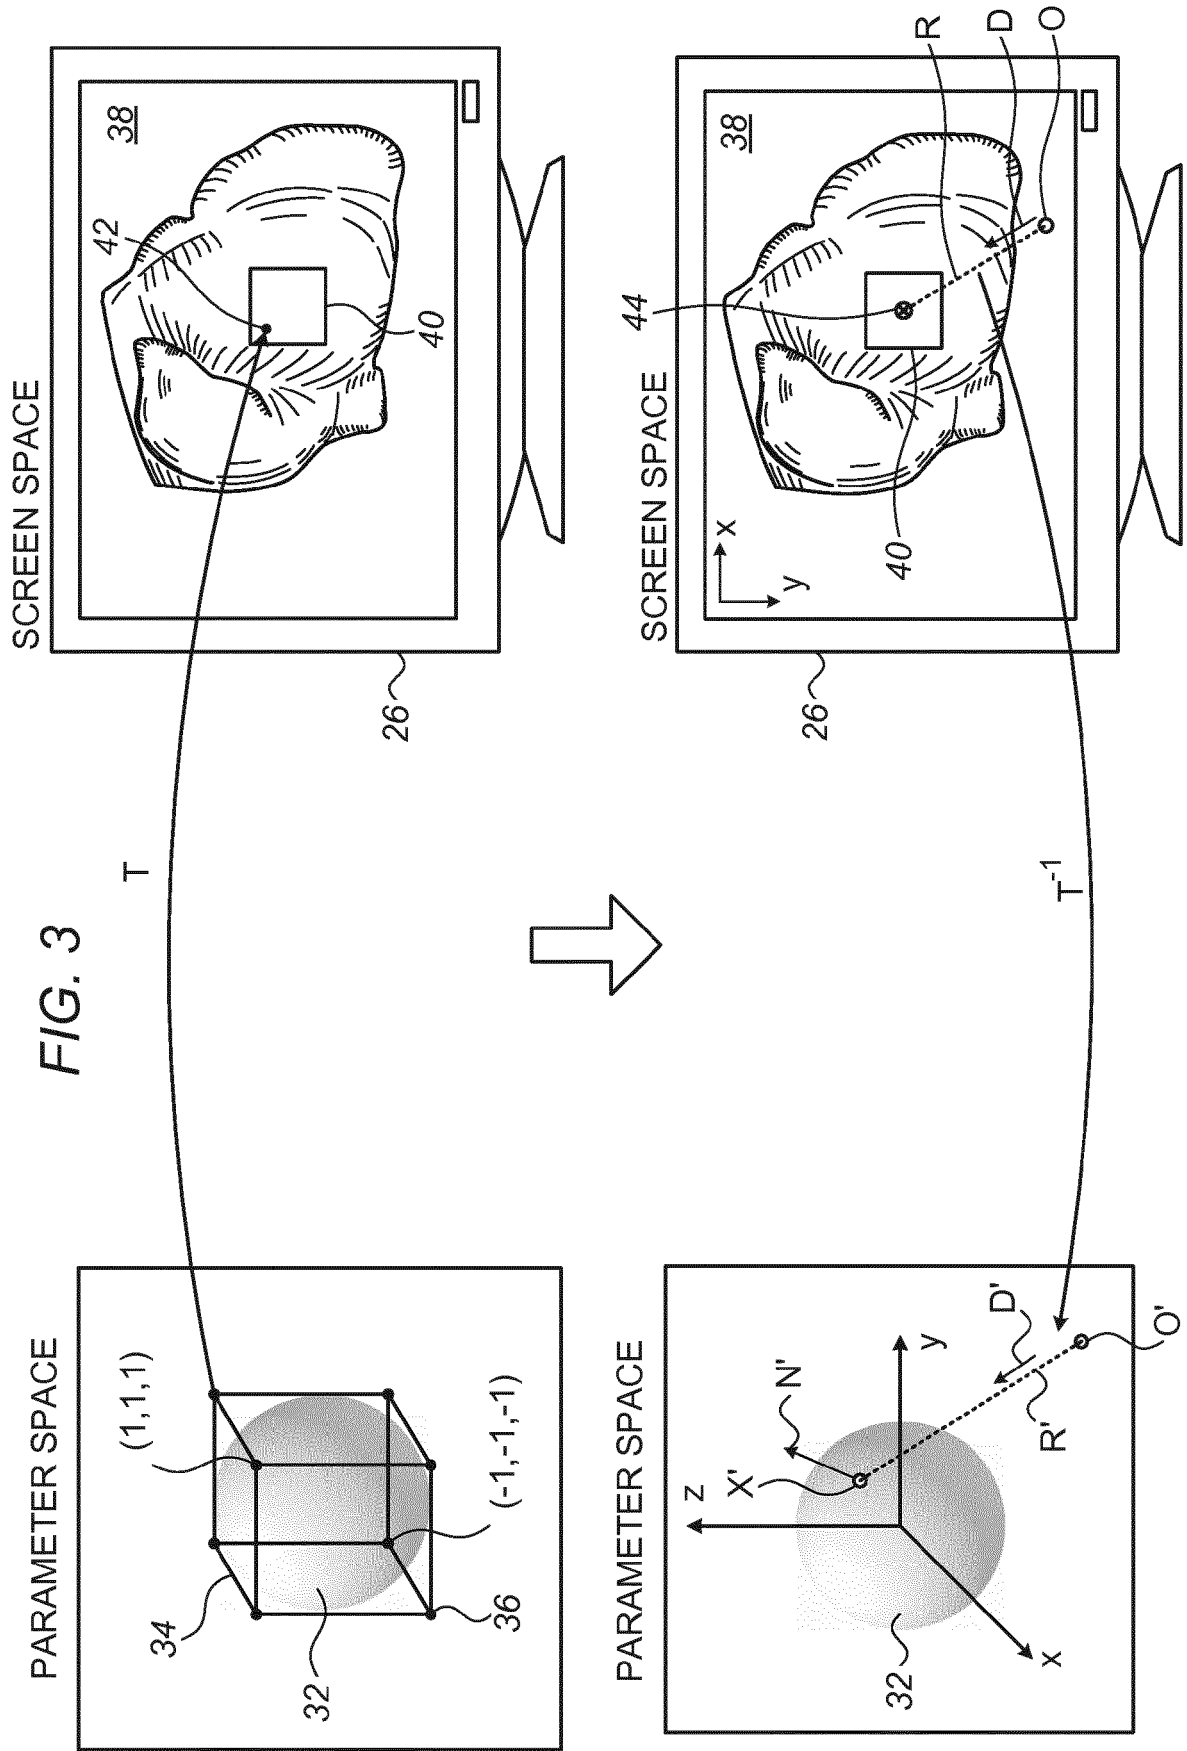 FIG. 3
PARAMETER SPACE
SCREEN SPACE
T
(1,1,1)
34
32
(-1,-1,-1)
36
38
42
40
26
PARAMETER SPACE
SCREEN SPACE
z
X'
N'
y
D'
x
32
R'
O'
T-1
x
y
44
38
R
D
O
40
26